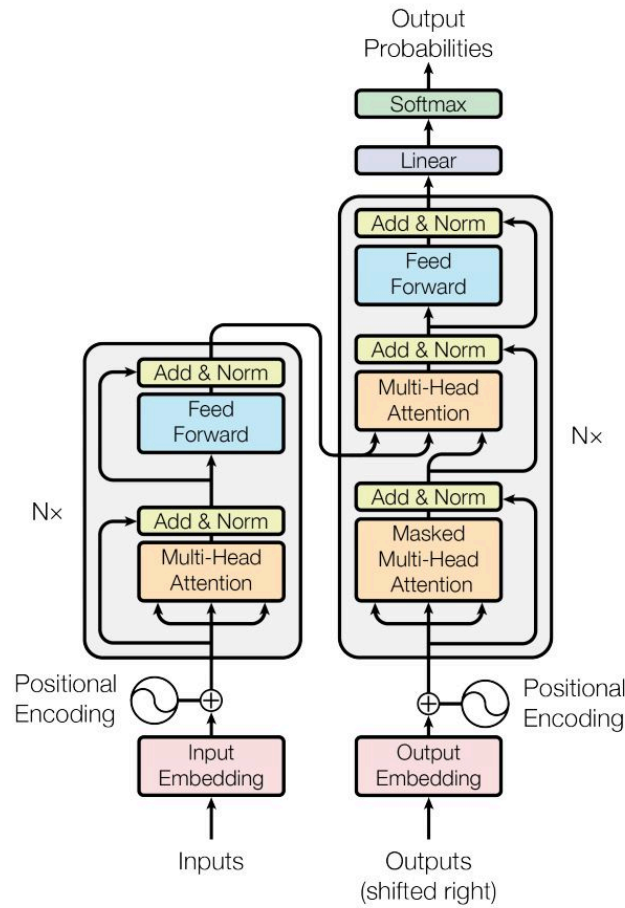 Output
Probabilities
Softmax
Linear
Add & Norm
Feed
Forward
Add & Norm
Multi-Head
Attention
Add & Norm
Masked
Multi-Head
Attention
N×
Add & Norm
Feed
Forward
N×
Add & Norm
Multi-Head
Attention
Positional
Encoding
Positional
Encoding
Input
Embedding
Output
Embedding
Inputs
Outputs
(shifted right)